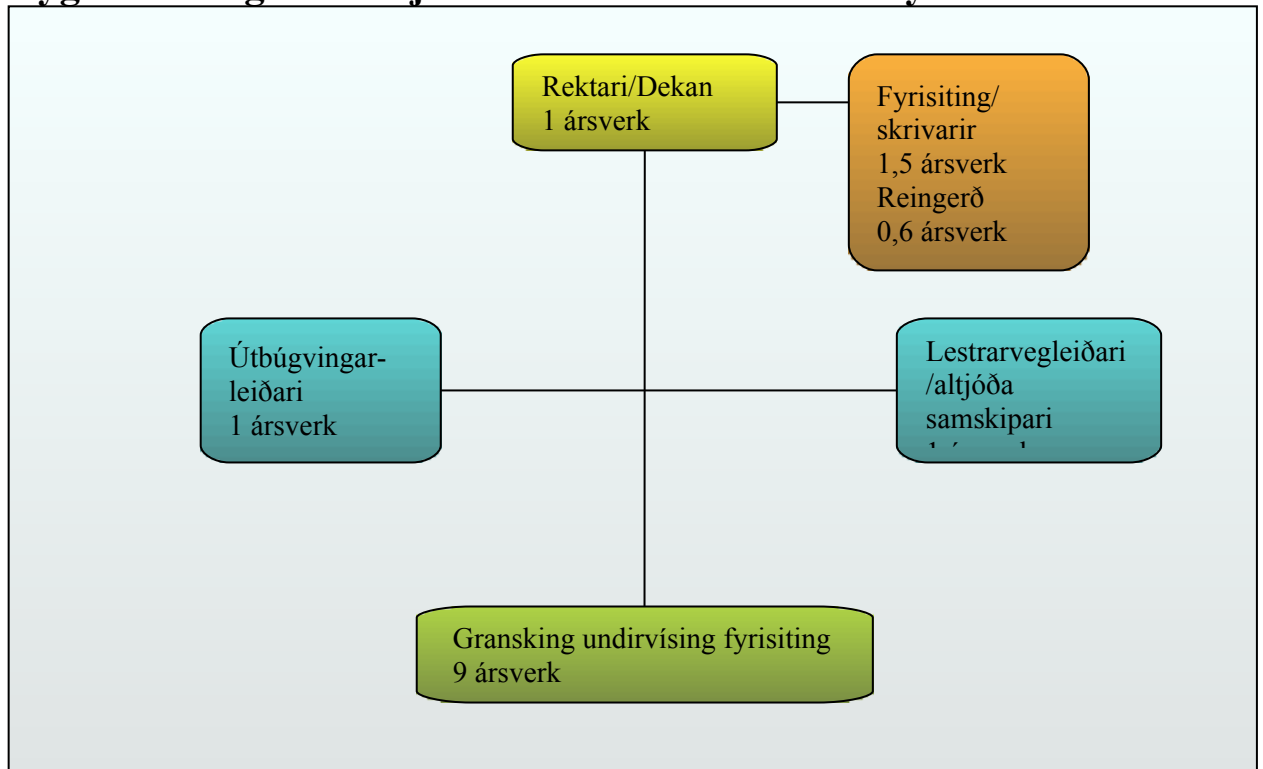 Rektari/Dekan
1 ársverk
Fyrisiting/
skrivarir
1,5 ársverk
Reingerð
0,6 ársverk
Útbúgvingar-
leiðari
1 ársverk
Lestrarvegleiðari
/altjóða
samskipari
Gransking undirvísing fyrisiting
9 ársverk